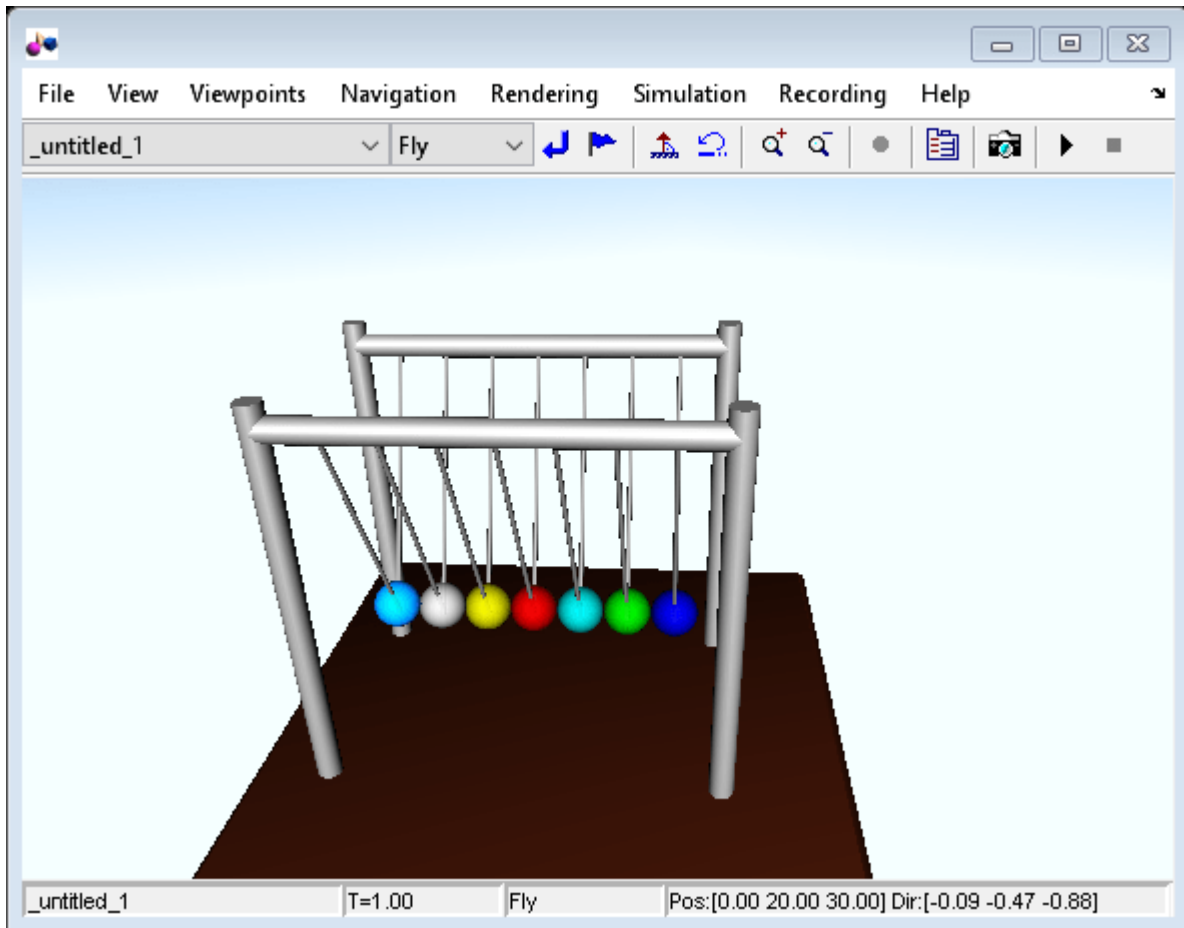 File View Viewpoints Navigation Rendering Simulation Recording Help
_untitled_1 Fly
_untitled_1 T=1.00 Fly Pos:[0.00 20.00 30.00] Dir:[-0.09 -0.47 -0.88]